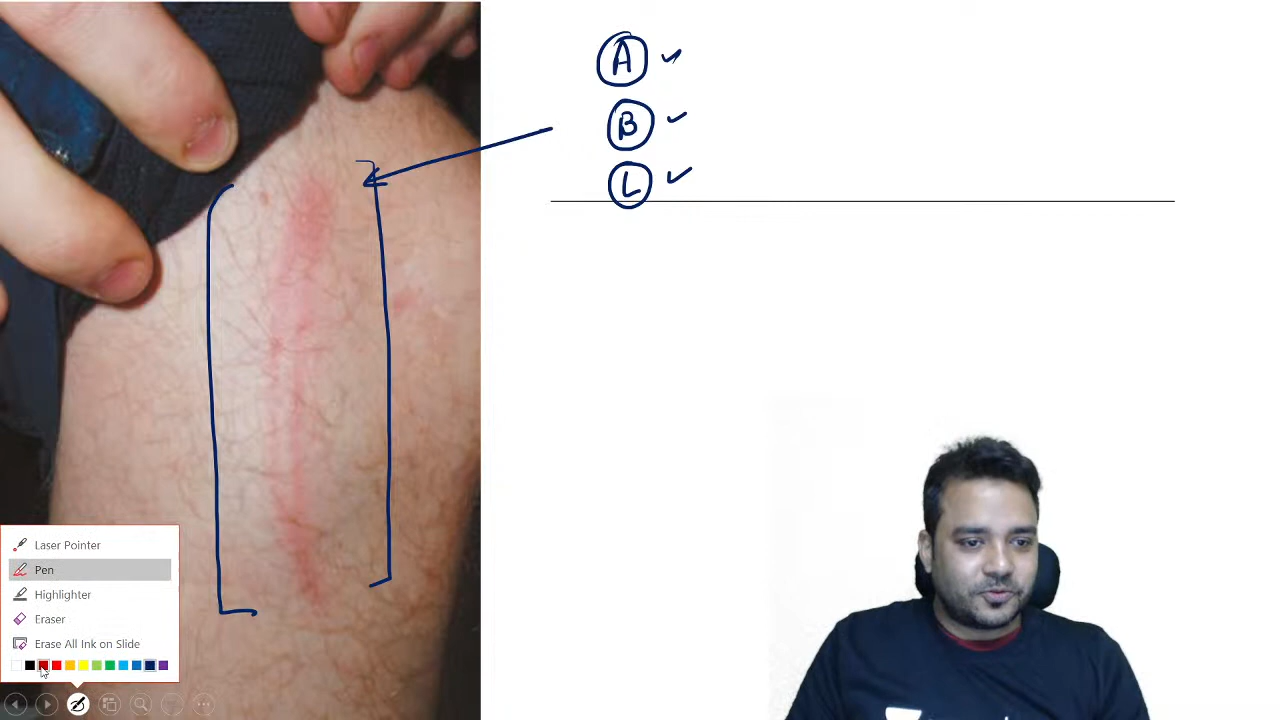 A
B
L
Laser Pointer
Pen
Highlighter
Eraser
Erase All Ink on Slide